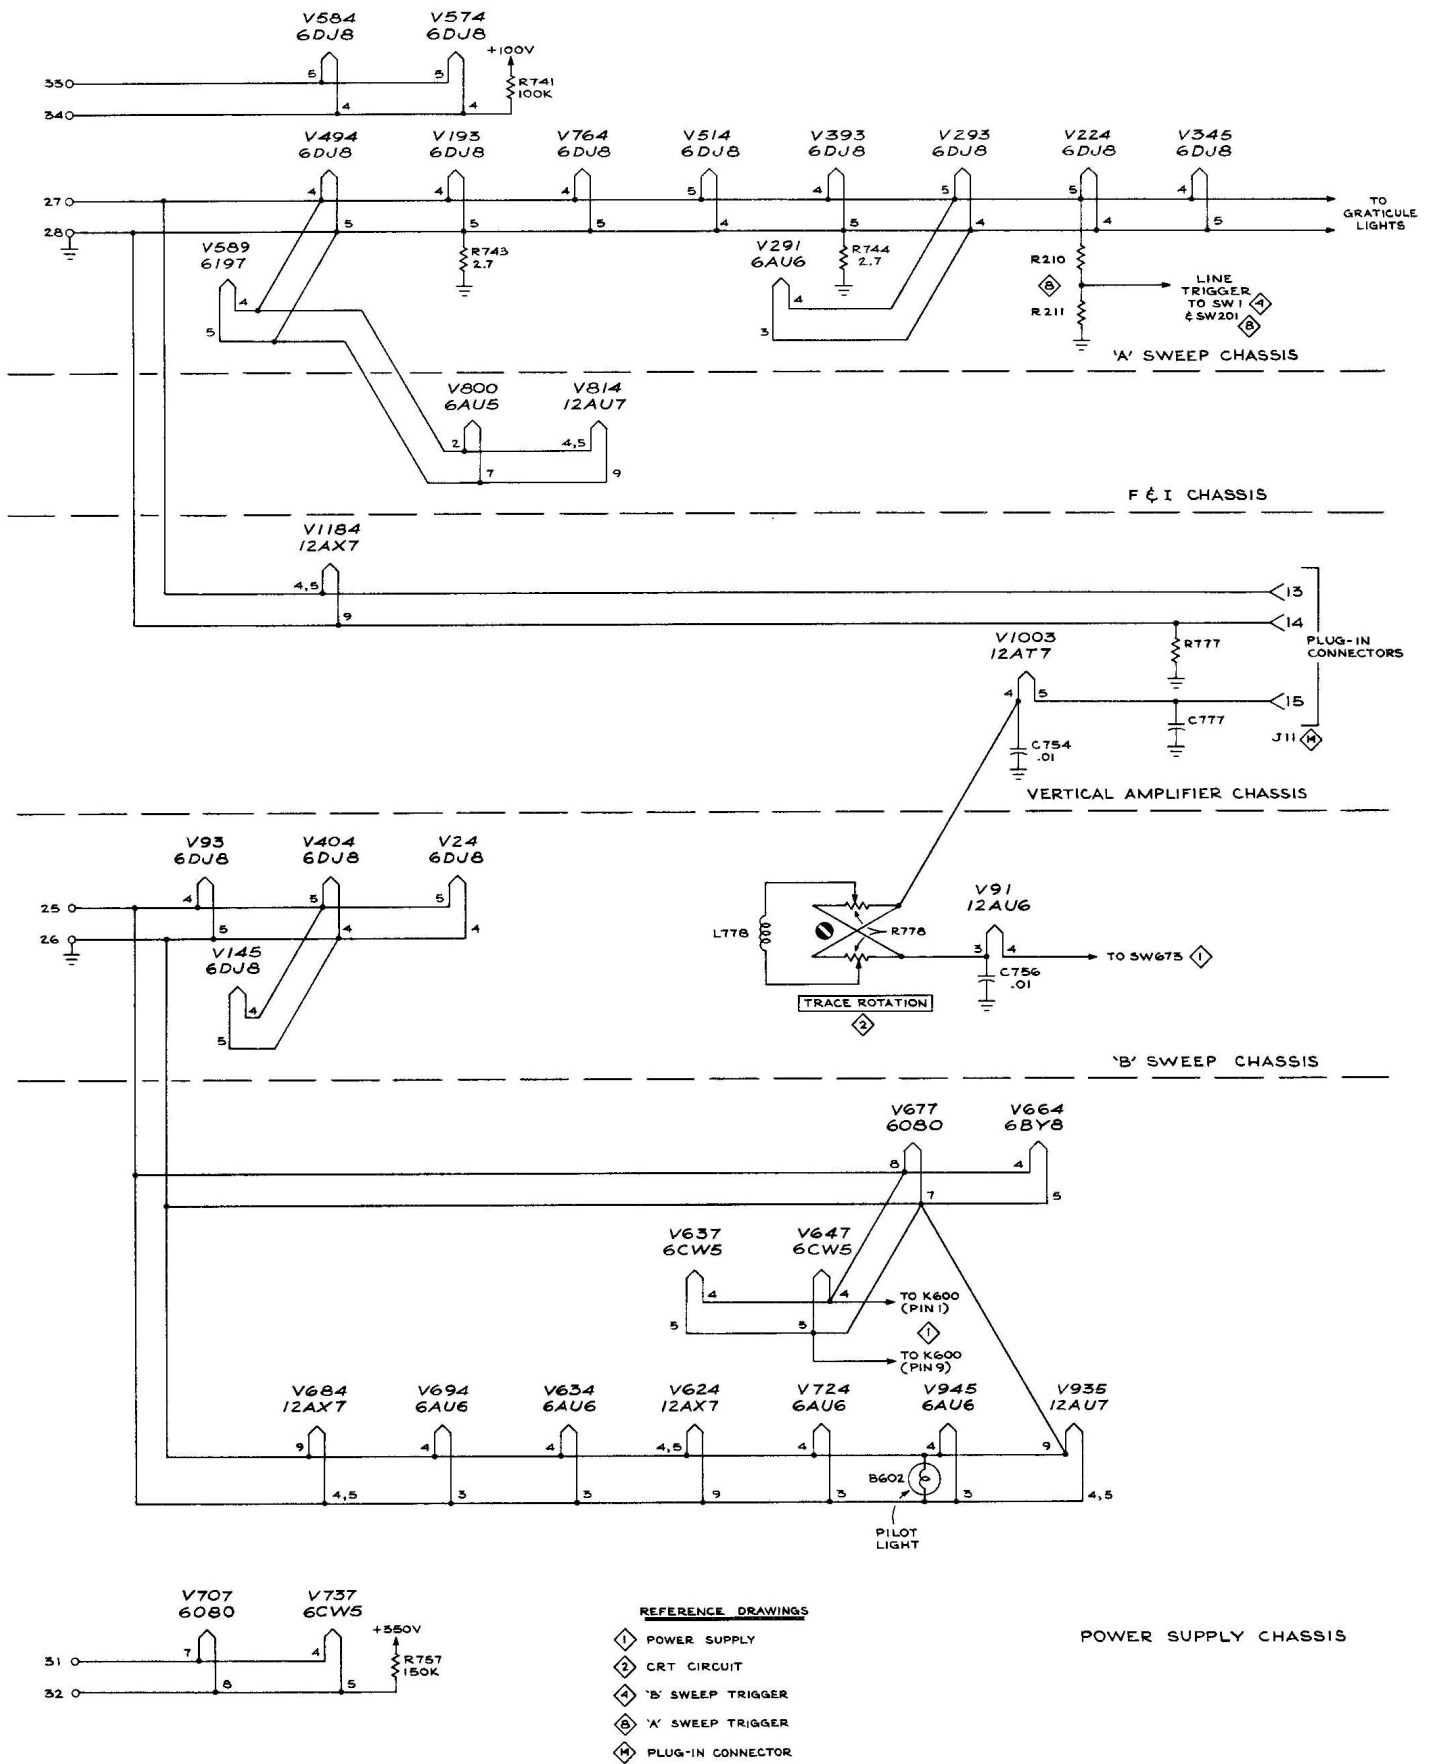 V584 V574
6DJ8 6DJ8
+100V
5 5 R741
33 100K
34 4 4
V494 V193 V764 V514 V393 V293 V224 V345
6DJ8 6DJ8 6DJ8 6DJ8 6DJ8 6DJ8 6DJ8 6DJ8
4 4 4 5 4 5 5 4
27 TO
GRATICULE
LIGHTS
28 5 5 5 4 5 4 4 5
V589 R743 V291 R744
6197 2.7 6AU6 2.7 R210
4 4 8 LINE
TRIGGER
TO SW1 4
& SW201
8
5 3 R211
'A' SWEEP CHASSIS
V800 V814
6AU5 12AU7
2 4,5
7 9
F & I CHASSIS
V1184
12AX7
4,5 13
9 14
PLUG-IN
CONNECTORS
V1003 R777
12AT7
4 5 15
C777
C754
.01
J11 H
VERTICAL AMPLIFIER CHASSIS
V93 V404 V24
6DJ8 6DJ8 6DJ8
4 5 5
25
26 5 4 4
V145
6DJ8
4
5
V91
12AU6
L778 R778
3 4 TO SW673 1
C756
.01
TRACE ROTATION
2
'B' SWEEP CHASSIS
V677 V664
6080 6BY8
8 4
7 5
V637 V647
6CW5 6CW5
4 4 TO K600
(PIN 1)
5 5 1
TO K600
(PIN 9)
V684 V694 V634 V624 V724 V945 V935
12AX7 6AU6 6AU6 12AX7 6AU6 6AU6 12AU7
9 4 4 4,5 4 4 9
B602
4,5 3 3 9 3 3 4,5
PILOT
LIGHT
V707 V737
6080 6CW5
+350V
7 4 R757
31 150K
32 8 5
REFERENCE DRAWINGS
1 POWER SUPPLY
2 CRT CIRCUIT
4 'B' SWEEP TRIGGER
8 'A' SWEEP TRIGGER
H PLUG-IN CONNECTOR
POWER SUPPLY CHASSIS